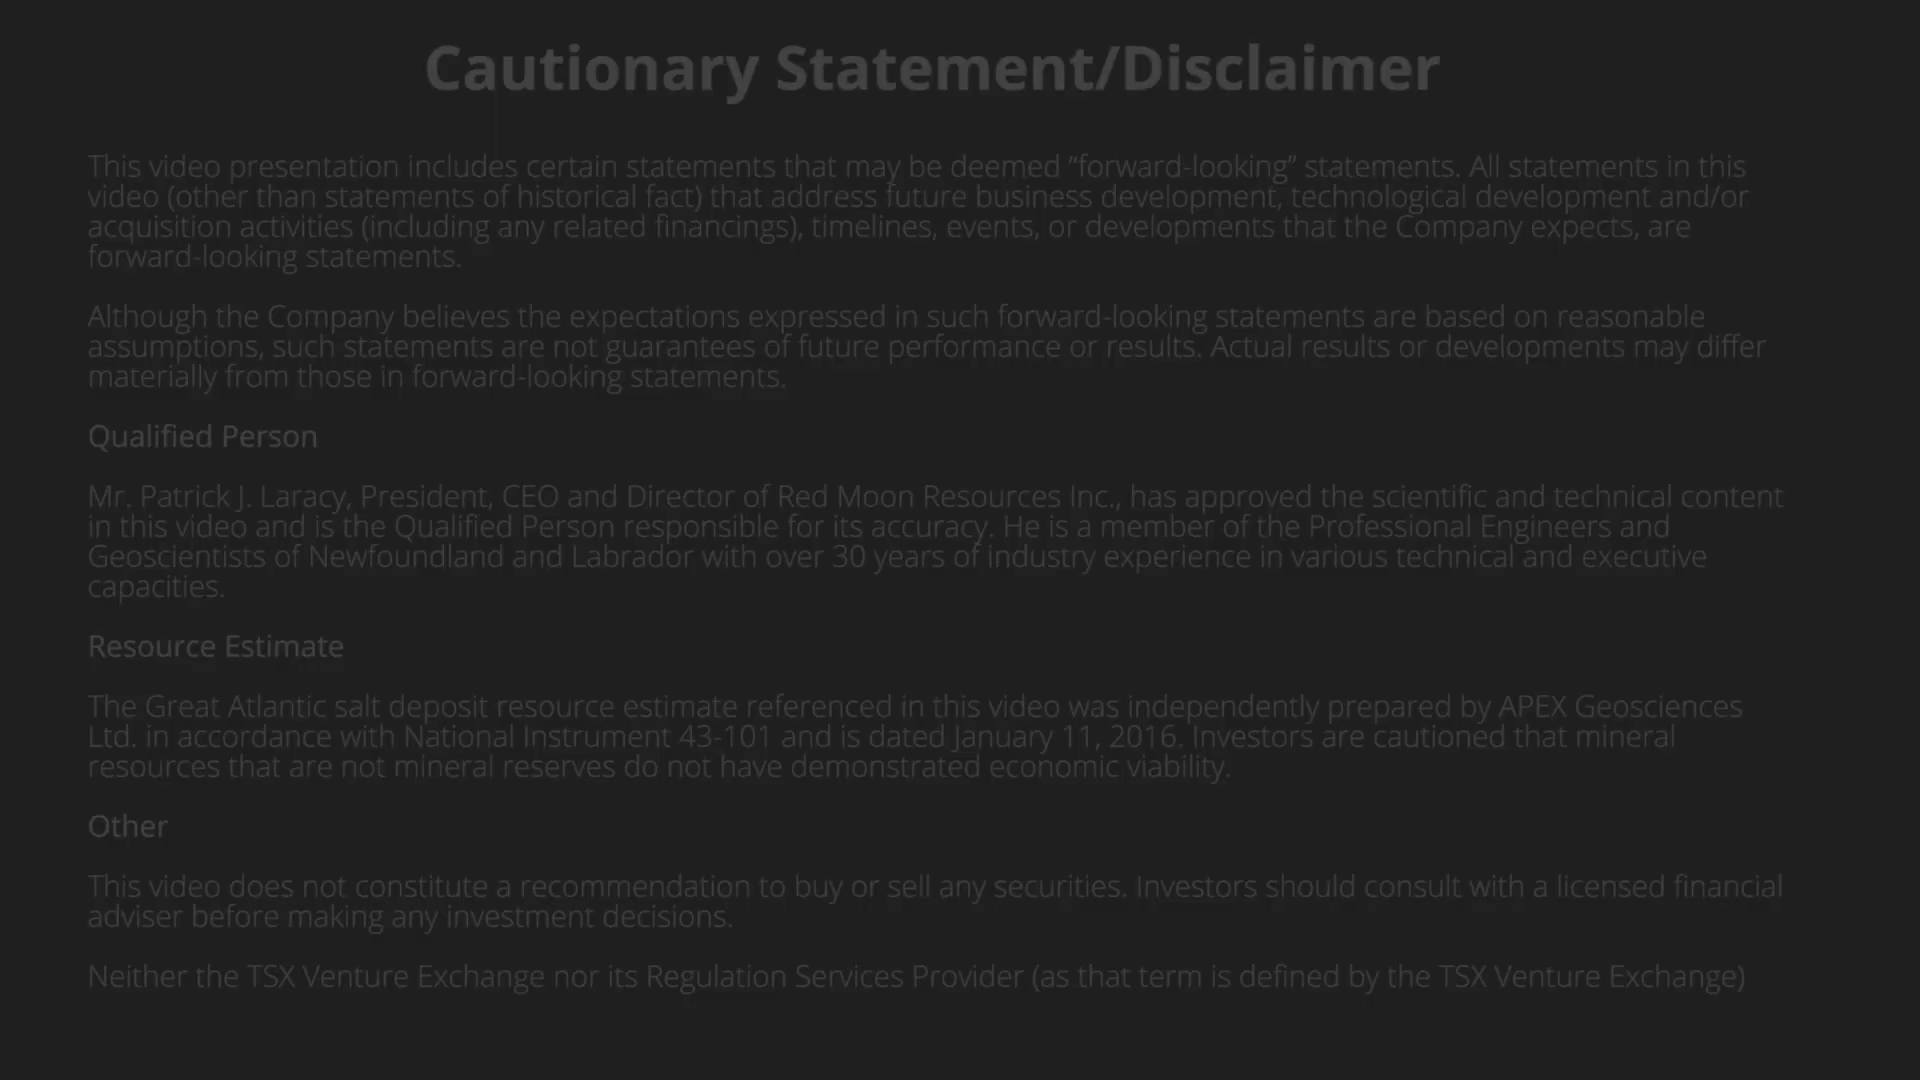 Cautionary Statement/Disclaimer
This video presentation includes certain statements that may be deemed “forward-looking” statements. All statements in this
video (other than statements of historical fact) that address future business development, technological development and/or
acquisition activities (including any related financings), timelines, events, or developments that the Company expects, are
forward-looking statements.
Although the Company believes the expectations expressed in such forward-looking statements are based on reasonable
assumptions, such statements are not guarantees of future performance or results. Actual results or developments may differ
materially from those in forward-looking statements.
Qualified Person
Mr. Patrick J. Laracy, President, CEO and Director of Red Moon Resources Inc., has approved the scientific and technical content
in this video and is the Qualified Person responsible for its accuracy. He is a member of the Professional Engineers and
Geoscientists of Newfoundland and Labrador with over 30 years of industry experience in various technical and executive
capacities.
Resource Estimate
The Great Atlantic salt deposit resource estimate referenced in this video was independently prepared by APEX Geosciences
Ltd. in accordance with National Instrument 43-101 and is dated January 11, 2016. Investors are cautioned that mineral
resources that are not mineral reserves do not have demonstrated economic viability.
Other
This video does not constitute a recommendation to buy or sell any securities. Investors should consult with a licensed financial
adviser before making any investment decisions.
Neither the TSX Venture Exchange nor its Regulation Services Provider (as that term is defined by the TSX Venture Exchange)